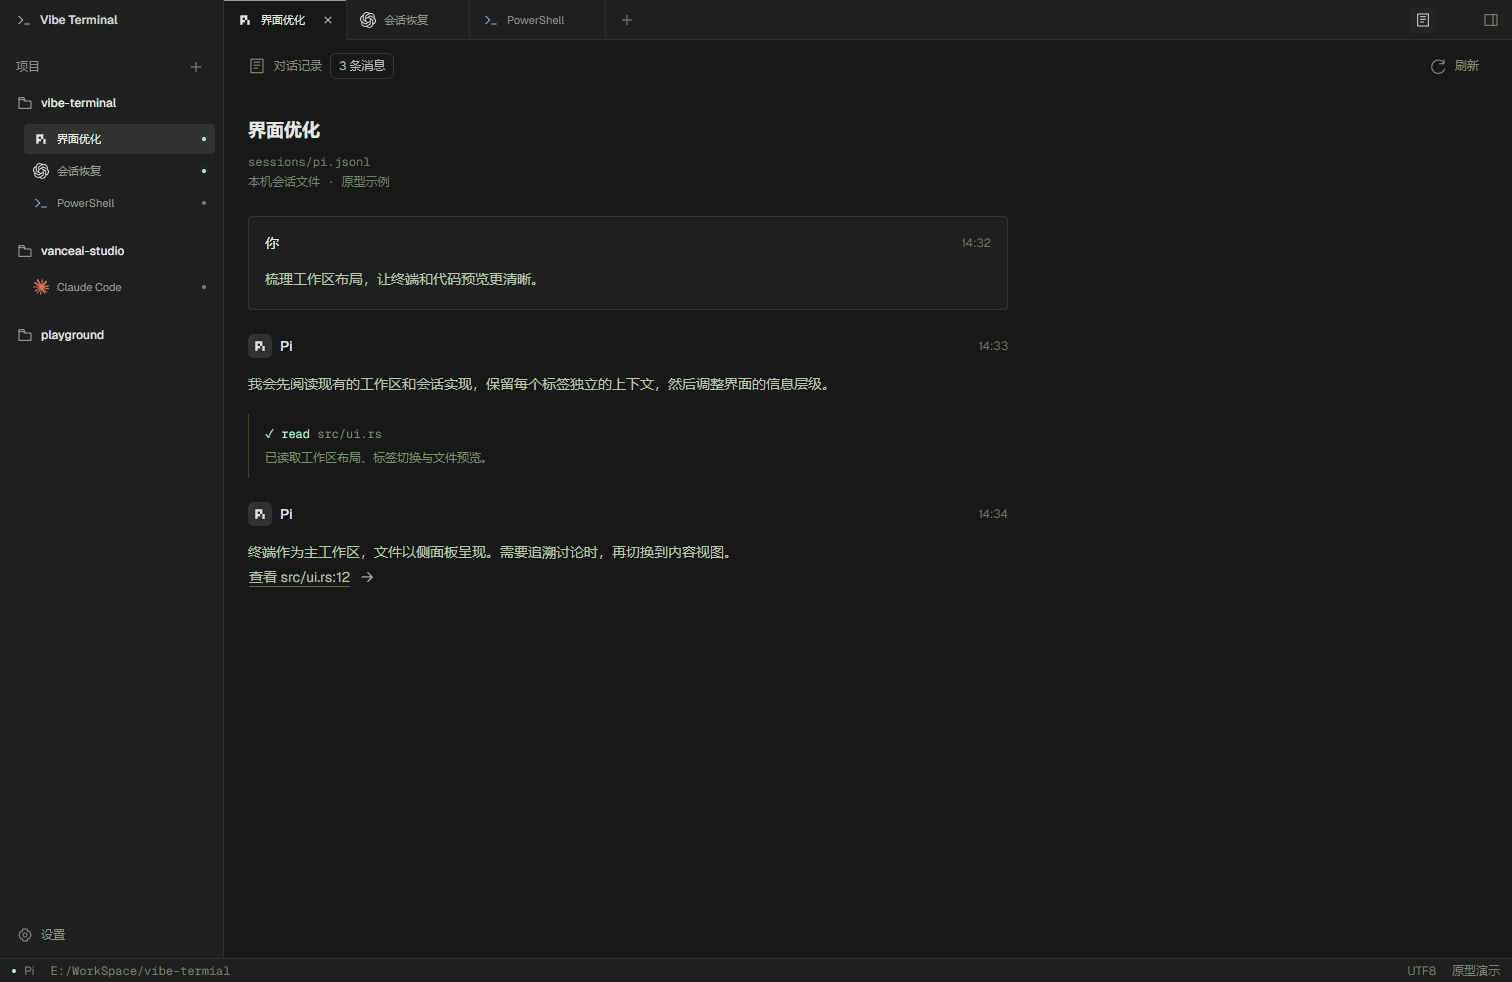 Vibe Terminal
界面优化
会话恢复
PowerShell
项目
vibe-terminal
界面优化
会话恢复
PowerShell
vanceai-studio
Claude Code
playground
设置
对话记录 3 条消息
刷新
界面优化
sessions/pi.jsonl
本机会话文件 · 原型示例
你 14:32
梳理工作区布局，让终端和代码预览更清晰。
Pi 14:33
我会先阅读现有的工作区和会话实现，保留每个标签独立的上下文，然后调整界面的信息层级。
✓ read src/ui.rs
已读取工作区布局、标签切换与文件预览。
Pi 14:34
终端作为主工作区，文件以侧面板呈现。需要追溯讨论时，再切换到内容视图。
查看 src/ui.rs:12 →
Pi E:/WorkSpace/vibe-termial
UTF8 原型演示